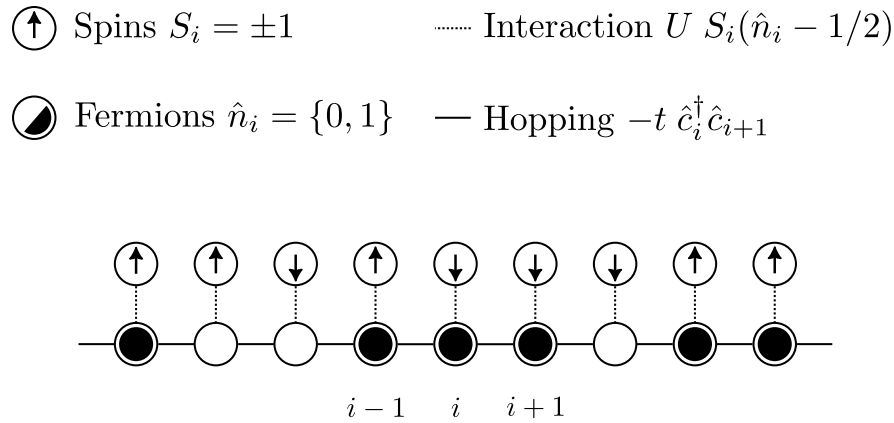 Spins $S_i = \pm 1$
Interaction $U\ S_i(\hat{n}_i - 1/2)$
Fermions $\hat{n}_i = \{0, 1\}$
Hopping $-t\ \hat{c}_i^\dagger \hat{c}_{i+1}$
$i-1$ $i$ $i+1$